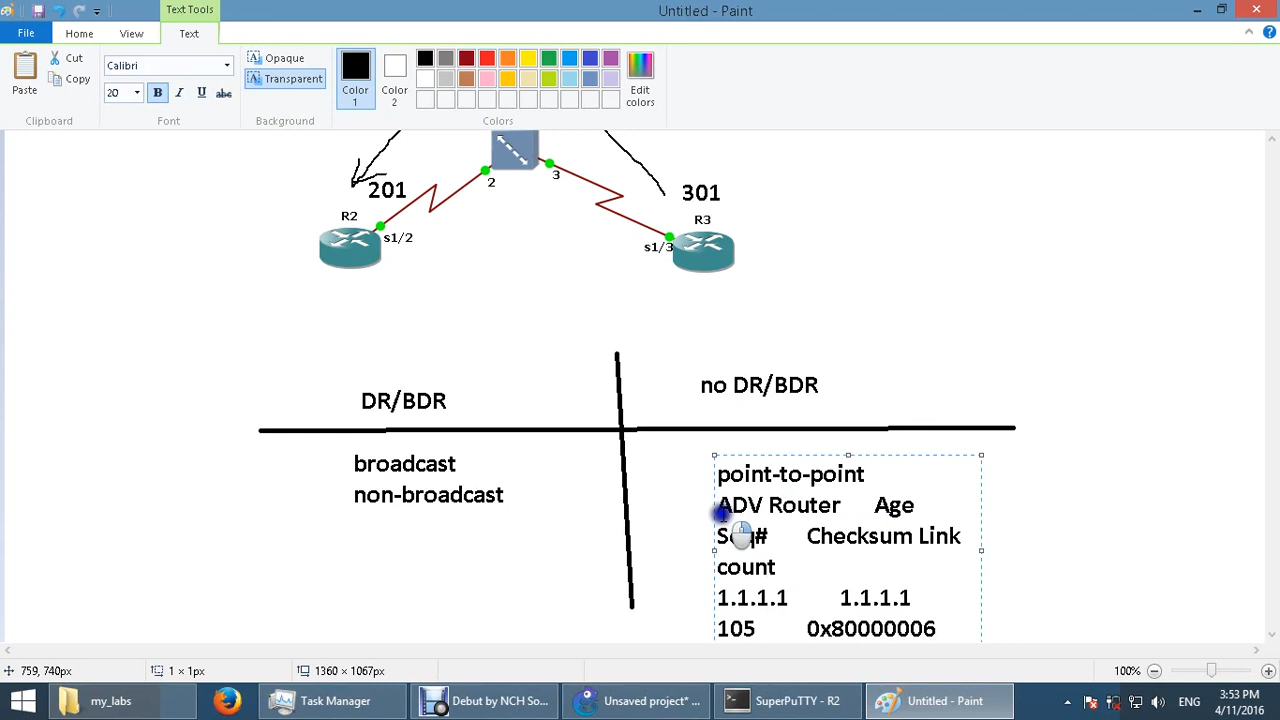 Text Tools
Untitled - Paint
File
Home
View
Text
Cut
Copy
Paste
Clipboard
Calibri
20
B I U abc
Font
Opaque
Transparent
Background
Color 1
Color 2
Edit colors
Colors
201
2
3
301
R2
s1/2
R3
s1/3
DR/BDR
no DR/BDR
broadcast
non-broadcast
point-to-point
ADV Router Age
Seq# Checksum Link
count
1.1.1.1 1.1.1.1
105 0x80000006
759, 740px
1 × 1px
1360 × 1067px
100%
my_labs
Task Manager
Debut by NCH So...
Unsaved project* ...
SuperPuTTY - R2
Untitled - Paint
ENG
3:53 PM
4/11/2016